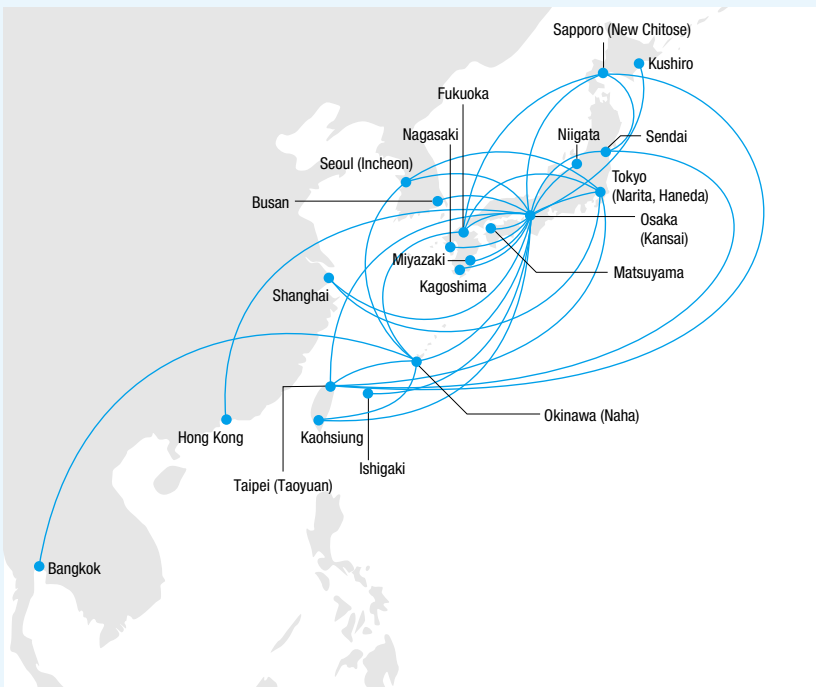 Sapporo (New Chitose)
Kushiro
Fukuoka
Nagasaki
Niigata
Sendai
Seoul (Incheon)
Tokyo
(Narita, Haneda)
Busan
Osaka
(Kansai)
Miyazaki
Matsuyama
Kagoshima
Shanghai
Okinawa (Naha)
Hong Kong
Kaohsiung
Ishigaki
Taipei (Taoyuan)
Bangkok